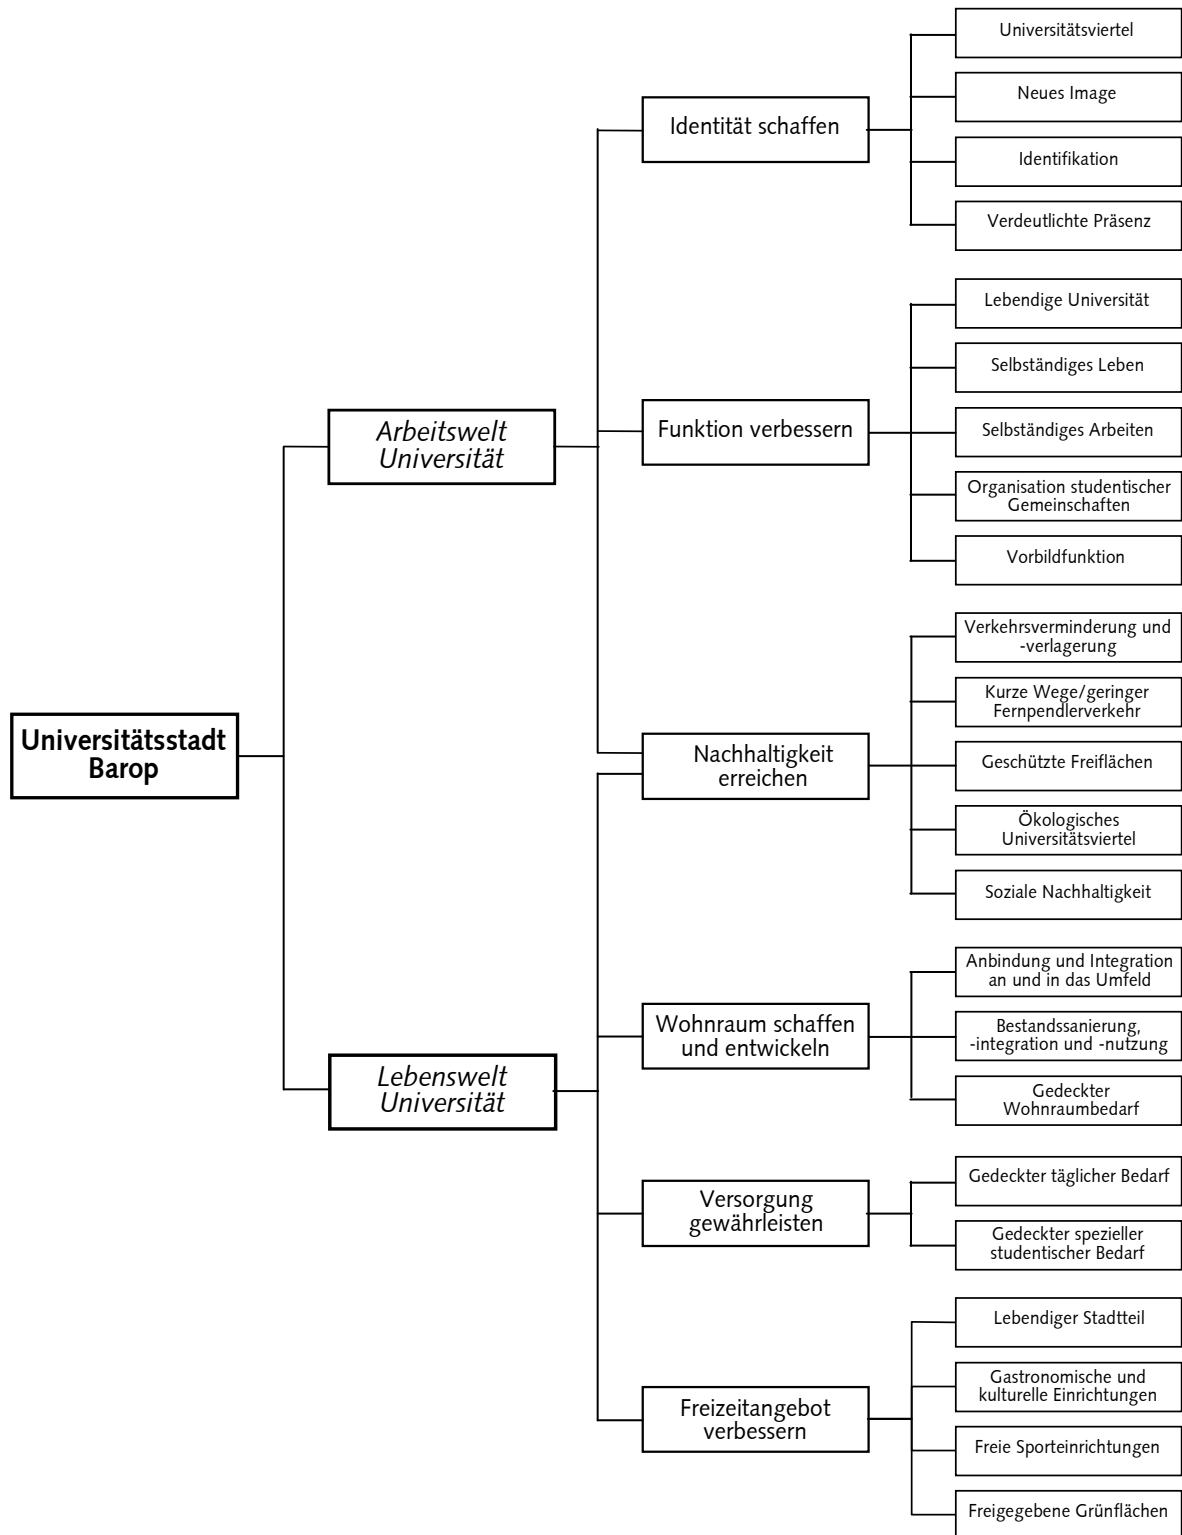 Universitätsstadt
Barop
Arbeitswelt
Universität
Lebenswelt
Universität
Identität schaffen
Funktion verbessern
Nachhaltigkeit
erreichen
Wohnraum schaffen
und entwickeln
Versorgung
gewährleisten
Freizeitangebot
verbessern
Universitätsviertel
Neues Image
Identifikation
Verdeutlichte Präsenz
Lebendige Universität
Selbständiges Leben
Selbständiges Arbeiten
Organisation studentischer
Gemeinschaften
Vorbildfunktion
Verkehrsverminderung und
-verlagerung
Kurze Wege/geringer
Fernpendlerverkehr
Geschützte Freiflächen
Ökologisches
Universitätsviertel
Soziale Nachhaltigkeit
Anbindung und Integration
an und in das Umfeld
Bestandssanierung,
-integration und -nutzung
Gedeckter
Wohnraumbedarf
Gedeckter täglicher Bedarf
Gedeckter spezieller
studentischer Bedarf
Lebendiger Stadtteil
Gastronomische und
kulturelle Einrichtungen
Freie Sporteinrichtungen
Freigegebene Grünflächen